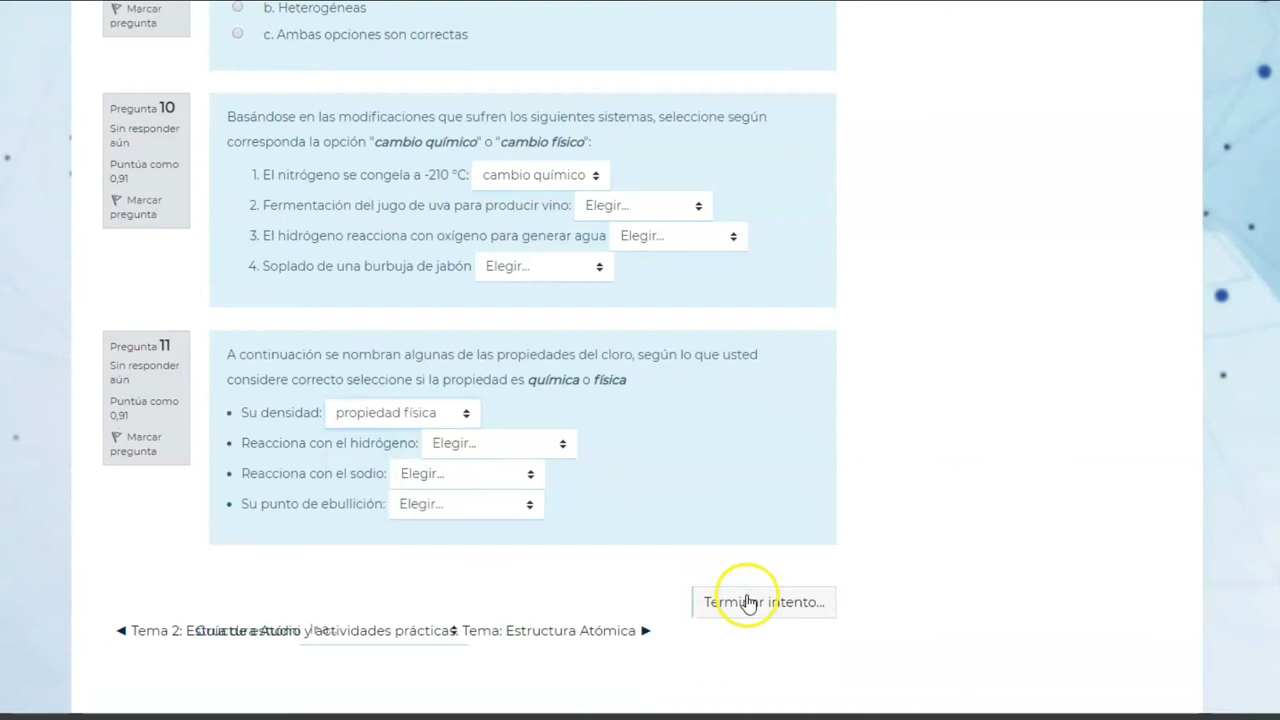 Marcar
pregunta
b. Heterogéneas
c. Ambas opciones son correctas
Pregunta 10
Sin responder
aún
Puntúa como
0,91
Marcar
pregunta
Basándose en las modificaciones que sufren los siguientes sistemas, seleccione según
corresponda la opción "cambio químico" o "cambio físico":
1. El nitrógeno se congela a -210 °C: cambio químico
2. Fermentación del jugo de uva para producir vino: Elegir...
3. El hidrógeno reacciona con oxígeno para generar agua Elegir...
4. Soplado de una burbuja de jabón Elegir...
Pregunta 11
Sin responder
aún
Puntúa como
0,91
Marcar
pregunta
A continuación se nombran algunas de las propiedades del cloro, según lo que usted
considere correcto seleccione si la propiedad es química o física
Su densidad: propiedad física
Reacciona con el hidrógeno: Elegir...
Reacciona con el sodio: Elegir...
Su punto de ebullición: Elegir...
Terminar intento...
◀ Tema 2: y actividades prácticas. Tema: Estructura Atómica ▶